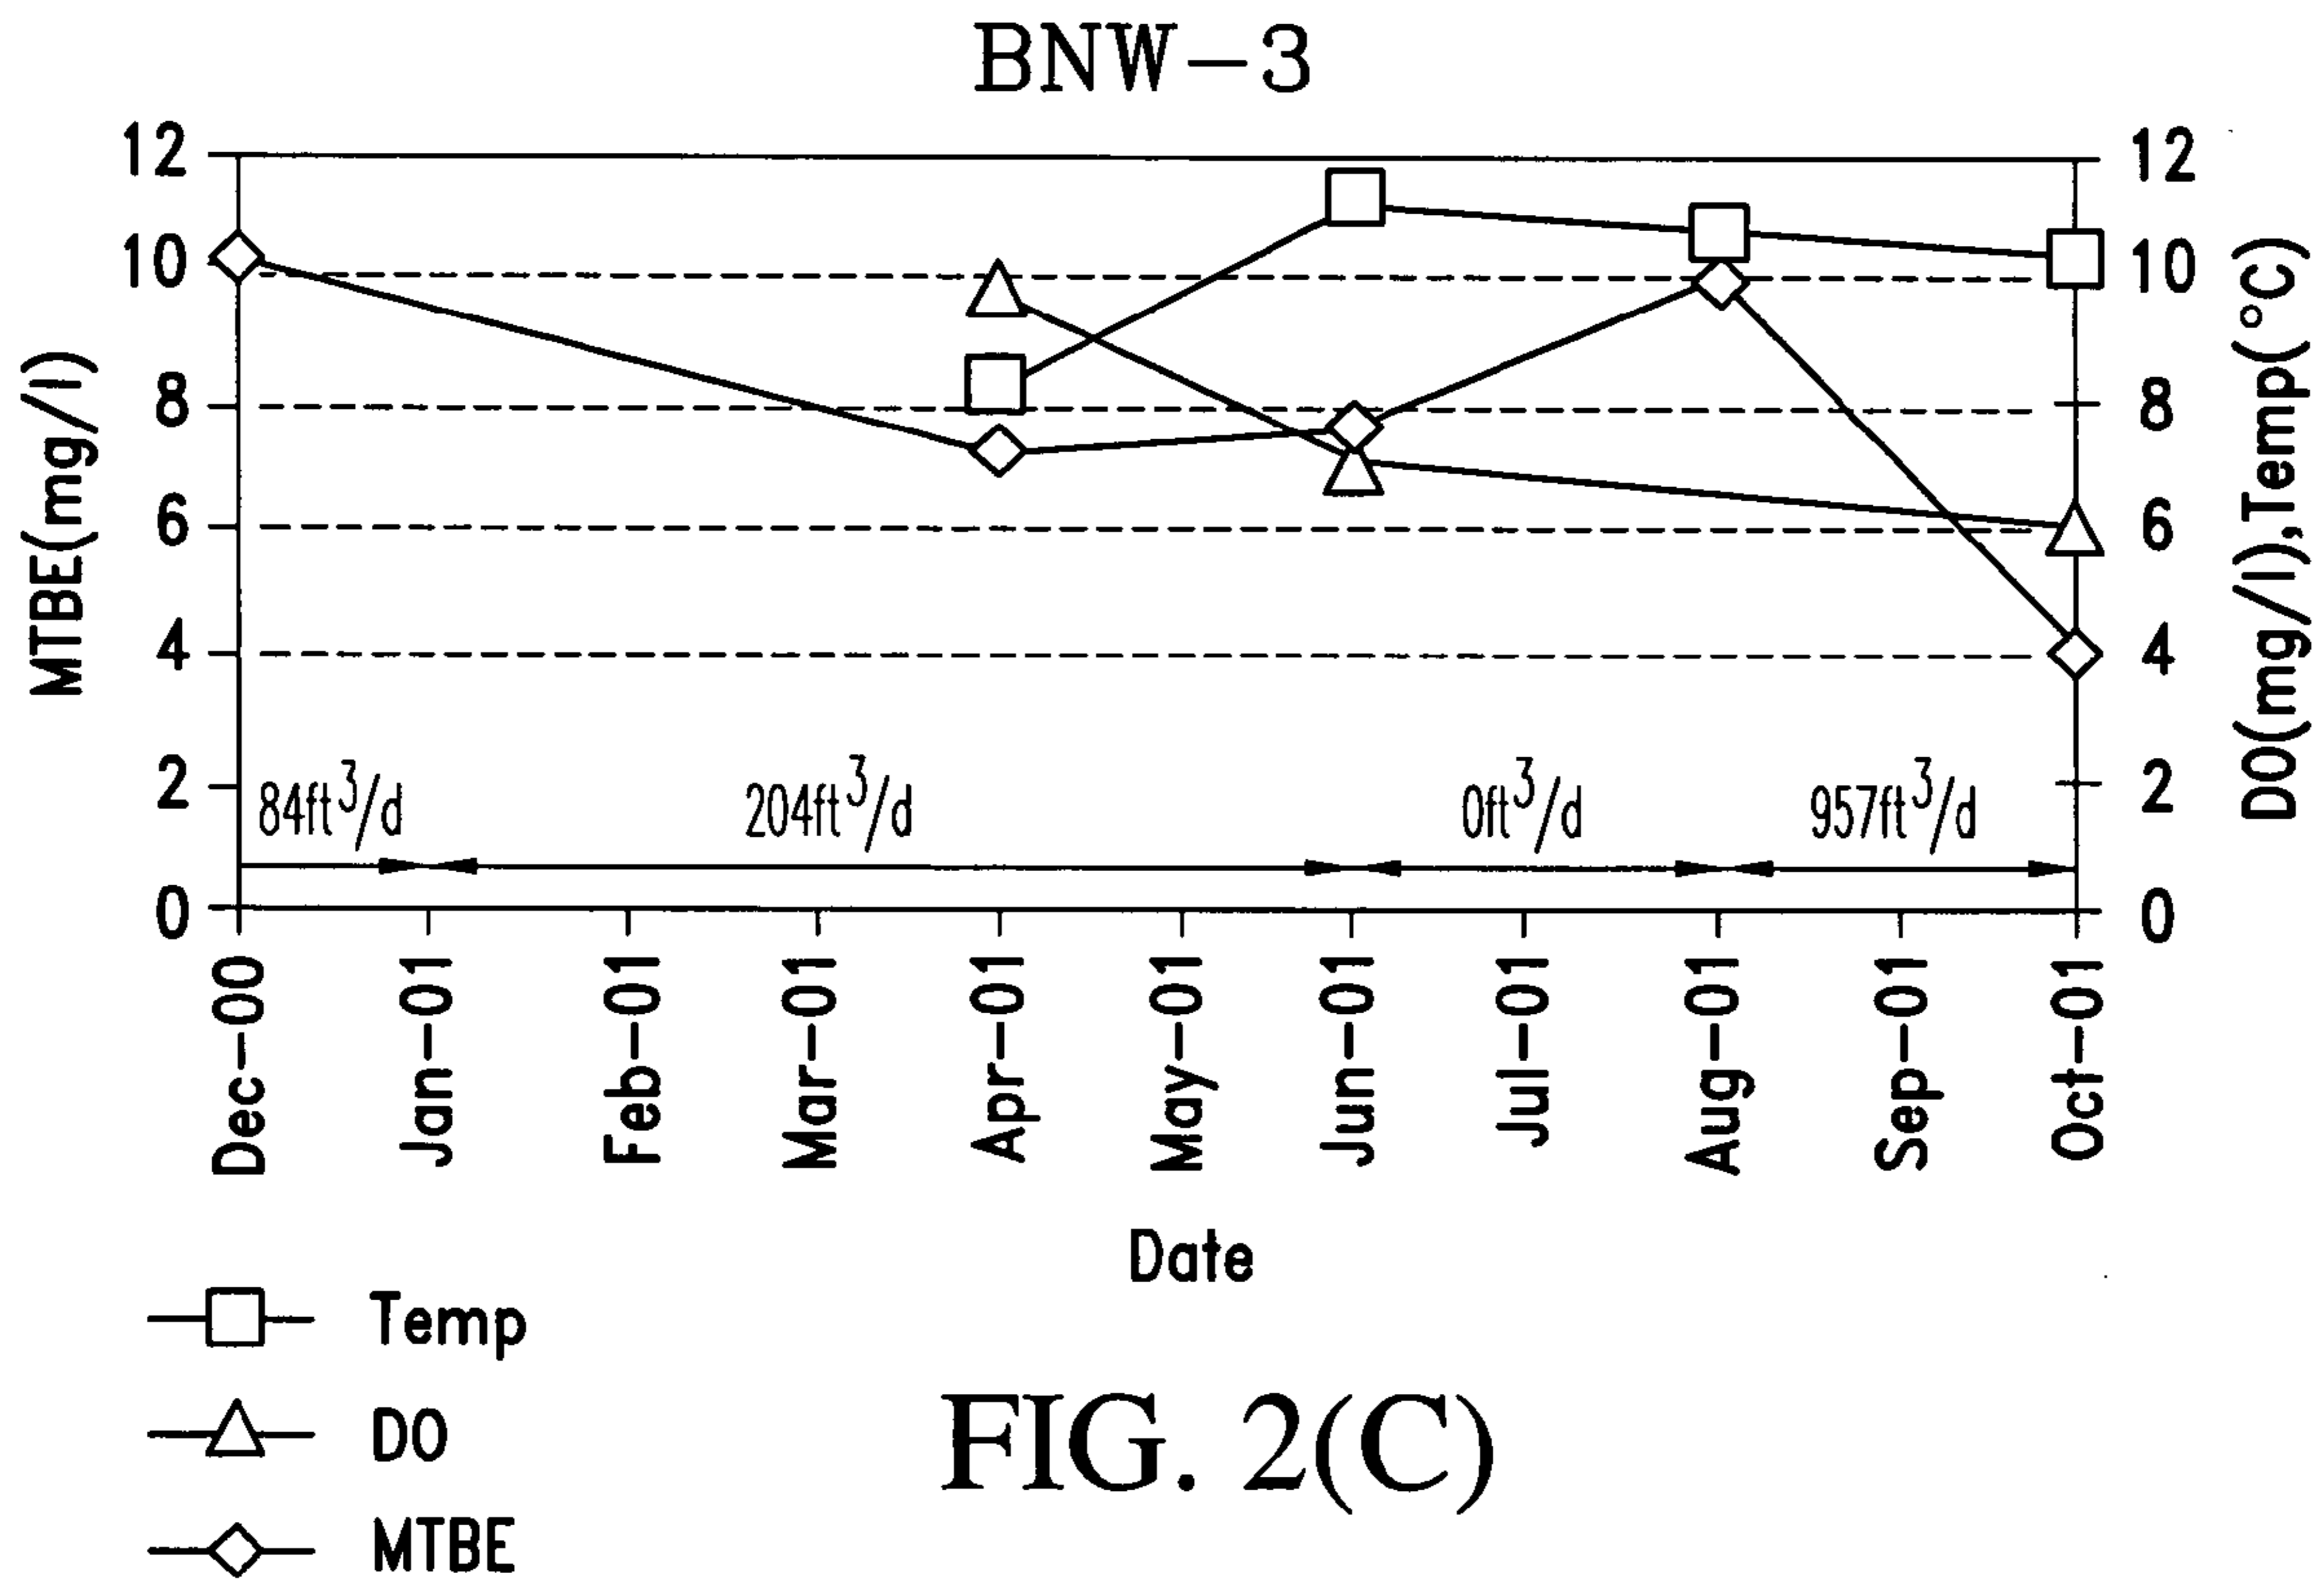 BNW-3
12
10
8
6
4
2
0
MTBE(mg/l)
12
10
8
6
4
2
0
DO(mg/l),Temp(°C)
84ft³/d
204ft³/d
0ft³/d
957ft³/d
Dec-00
Jan-01
Feb-01
Mar-01
Apr-01
May-01
Jun-01
Jul-01
Aug-01
Sep-01
Oct-01
Date
Temp
DO
MTBE
FIG. 2(C)